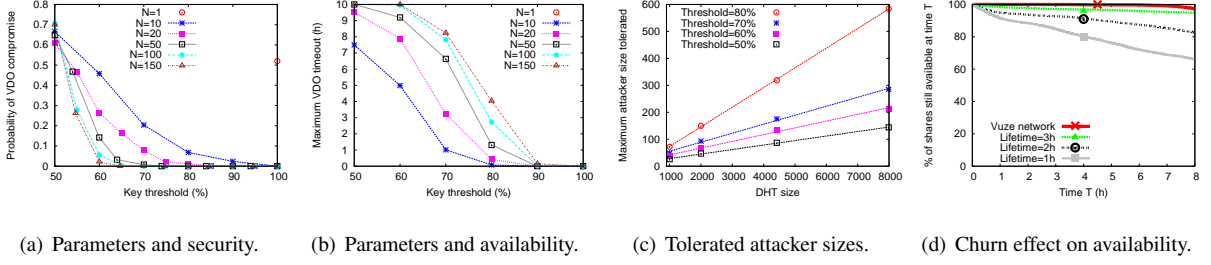 Probability of VDO compromise
0.8
0.7
0.6
0.5
0.4
0.3
0.2
0.1
0
N=1
N=10
N=20
N=50
N=100
N=150
50 60 70 80 90 100
Key threshold (%)
(a) Parameters and security.
Maximum VDO timeout (h)
10
9
8
7
6
5
4
3
2
1
0
N=1
N=10
N=20
N=50
N=100
N=150
50 60 70 80 90 100
Key threshold (%)
(b) Parameters and availability.
Maximum attacker size tolerated
600
500
400
300
200
100
0
Threshold=80%
Threshold=70%
Threshold=60%
Threshold=50%
1000 2000 3000 4000 5000 6000 7000 8000
DHT size
(c) Tolerated attacker sizes.
% of shares still available at time T
100
80
60
40
20
0
Vuze network
Lifetime=3h
Lifetime=2h
Lifetime=1h
0 1 2 3 4 5 6 7 8
Time T (h)
(d) Churn effect on availability.